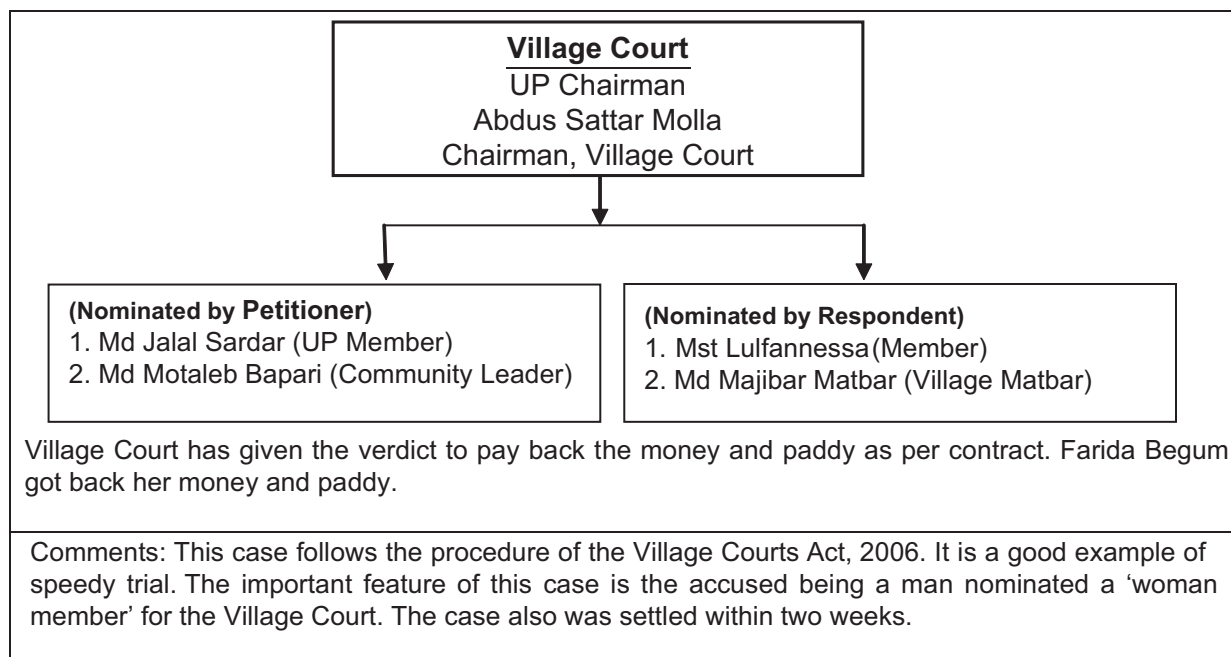 Village Court
UP Chairman
Abdus Sattar Molla
Chairman, Village Court
(Nominated by Petitioner)
1. Md Jalal Sardar (UP Member)
2. Md Motaleb Bapari (Community Leader)
(Nominated by Respondent)
1. Mst Lulfannessa (Member)
2. Md Majibar Matbar (Village Matbar)
Village Court has given the verdict to pay back the money and paddy as per contract. Farida Begum
got back her money and paddy.
Comments: This case follows the procedure of the Village Courts Act, 2006. It is a good example of
speedy trial. The important feature of this case is the accused being a man nominated a ‘woman
member’ for the Village Court. The case also was settled within two weeks.